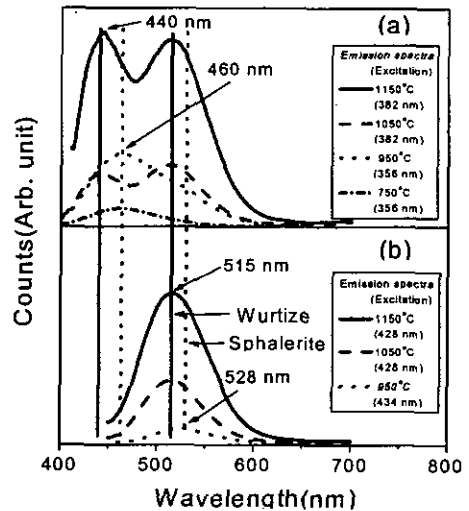 440 nm
(a)
460 nm
Emission spectra
(Excitation)
1150°C
(382 nm)
1050°C
(382 nm)
950°C
(356 nm)
750°C
(356 nm)
Counts(Arb. unit)
(b)
515 nm
Wurtize
Sphalerite
528 nm
Emission spectra
(Excitation)
1150°C
(428 nm)
1050°C
(428 nm)
950°C
(434 nm)
400 500 600 700 800
Wavelength(nm)